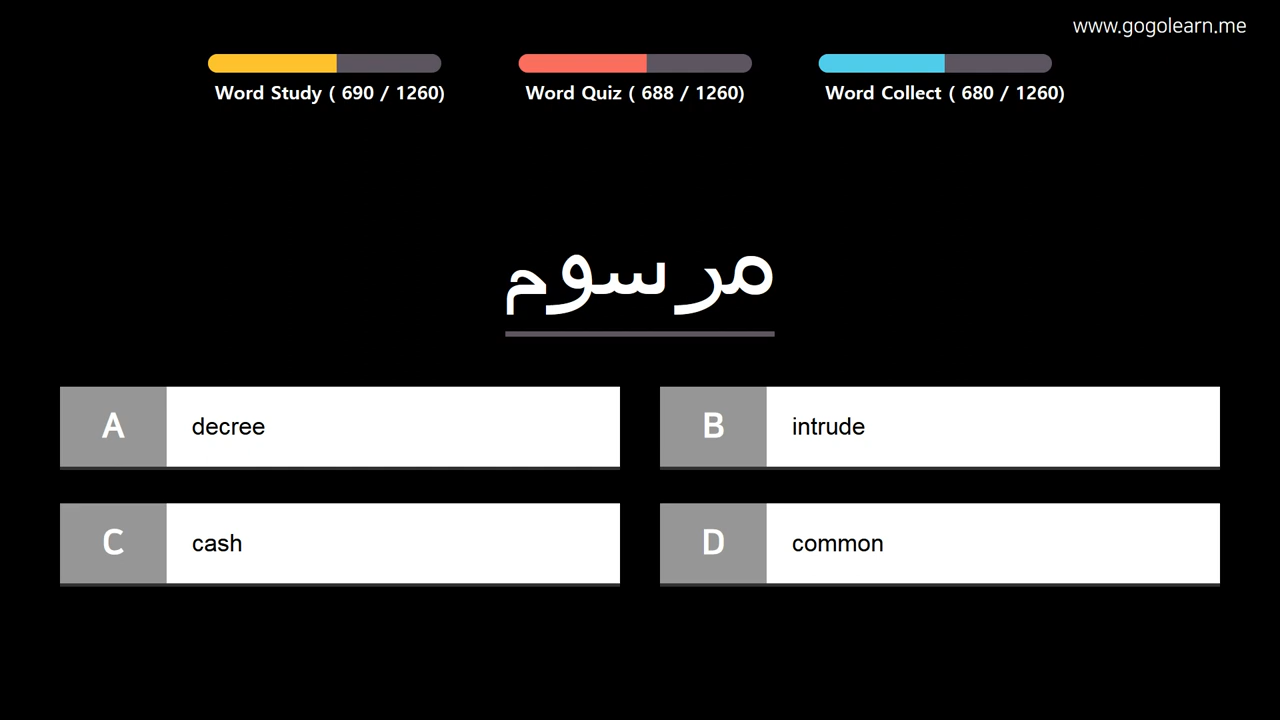 www.gogolearn.me
Word Study ( 690 / 1260)
Word Quiz ( 688 / 1260)
Word Collect ( 680 / 1260)
مرسوم
A decree
B intrude
C cash
D common